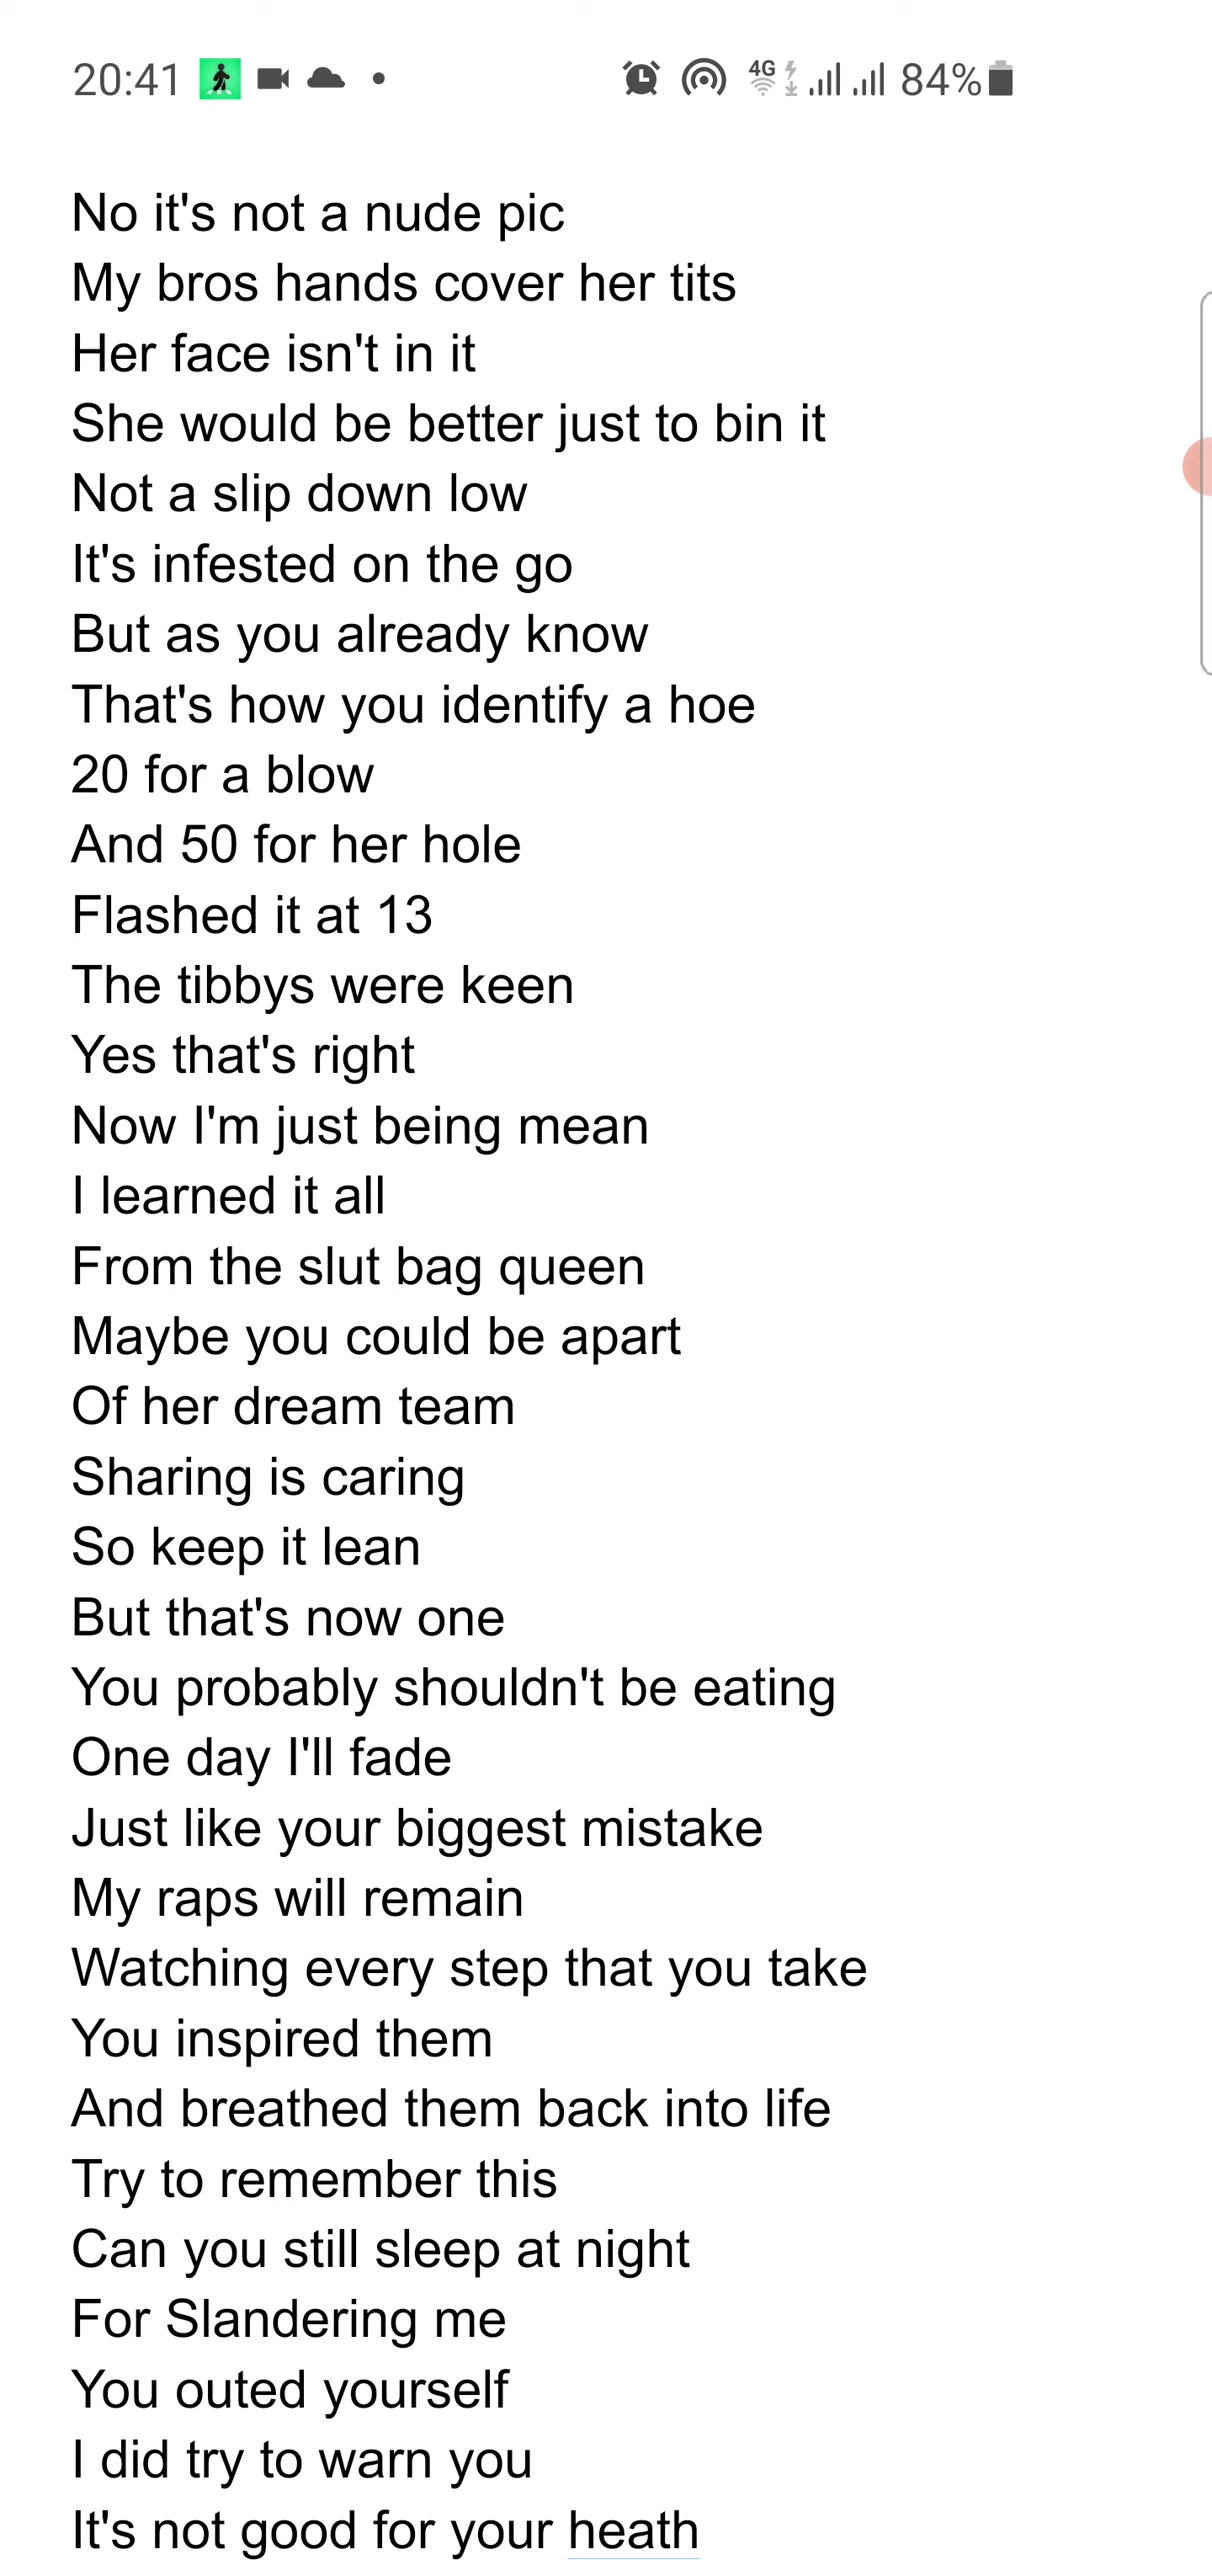 20:41 4G 84%
No it's not a nude pic
My bros hands cover her tits
Her face isn't in it
She would be better just to bin it
Not a slip down low
It's infested on the go
But as you already know
That's how you identify a hoe
20 for a blow
And 50 for her hole
Flashed it at 13
The tibbys were keen
Yes that's right
Now I'm just being mean
I learned it all
From the slut bag queen
Maybe you could be apart
Of her dream team
Sharing is caring
So keep it lean
But that's now one
You probably shouldn't be eating
One day I'll fade
Just like your biggest mistake
My raps will remain
Watching every step that you take
You inspired them
And breathed them back into life
Try to remember this
Can you still sleep at night
For Slandering me
You outed yourself
I did try to warn you
It's not good for your heath